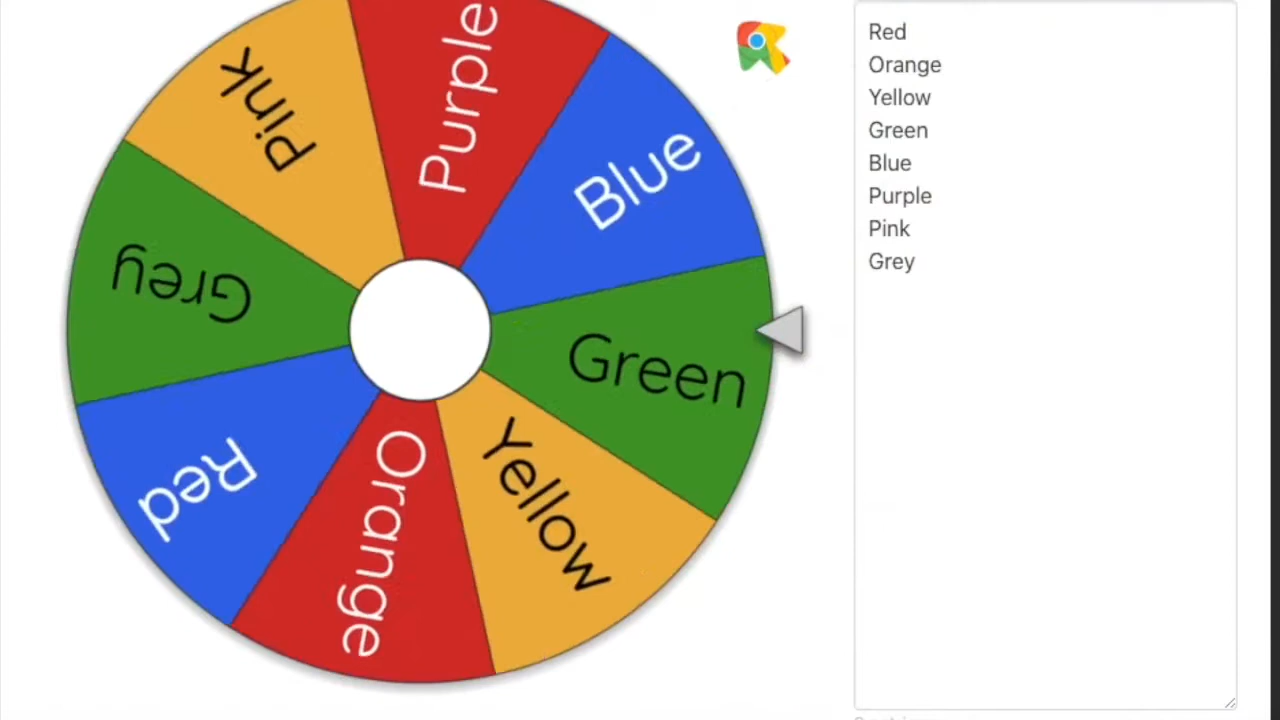 Purple
Pink
Blue
Grey
Green
Red
Orange
Yellow
Red
Orange
Yellow
Green
Blue
Purple
Pink
Grey